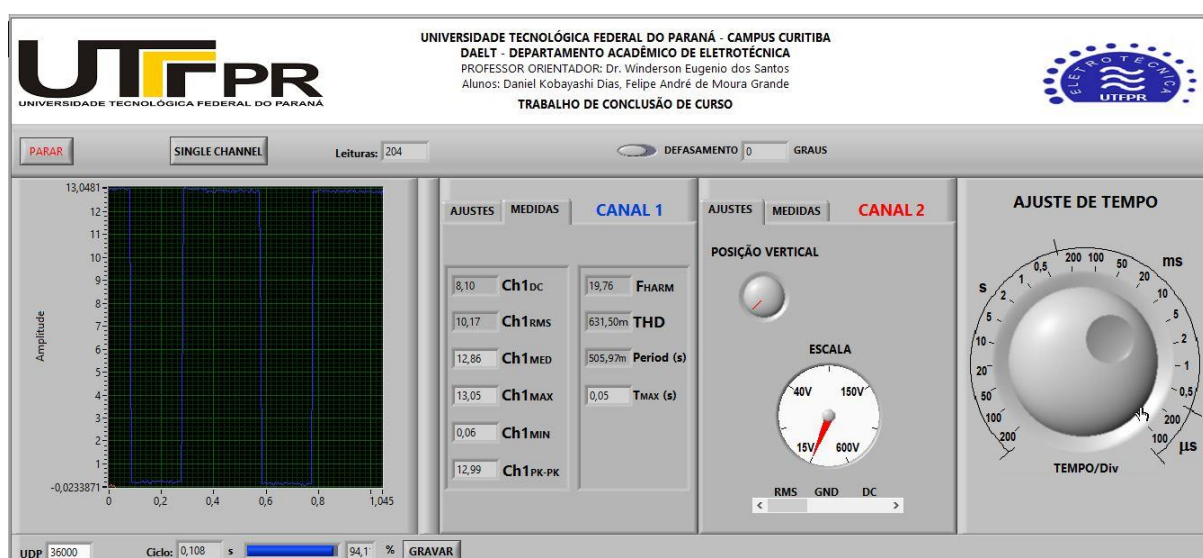 UTFPR
UNIVERSIDADE TECNOLÓGICA FEDERAL DO PARANÁ
UNIVERSIDADE TECNOLÓGICA FEDERAL DO PARANÁ - CAMPUS CURITIBA
DAELT - DEPARTAMENTO ACADÊMICO DE ELETROTÉCNICA
PROFESSOR ORIENTADOR: Dr. Winderson Eugenio dos Santos
Alunos: Daniel Kobayashi Dias, Felipe André de Moura Grande
TRABALHO DE CONCLUSÃO DE CURSO
ELETROTÉCNICA
UTFPR
PARAR
SINGLE CHANNEL
Leituras: 204
DEFASAMENTO 0 GRAUS
Amplitude
13,0481
12
11
10
9
8
7
6
5
4
3
2
1
-0,0233871
0 0,2 0,4 0,6 0,8 1,045
AJUSTES MEDIDAS CANAL 1
8,10 Ch1DC
10,17 Ch1RMS
12,86 Ch1MED
13,05 Ch1MAX
0,06 Ch1MIN
12,99 Ch1PK-PK
19,76 FHARM
631,50m THD
505,97m Period (s)
0,05 TMAX (s)
AJUSTES MEDIDAS CANAL 2
POSIÇÃO VERTICAL
ESCALA
40V 150V
15V 600V
RMS GND DC
AJUSTE DE TEMPO
s
200
100
50
20
10
5
2
1
0,5
ms
200
100
50
20
10
5
2
1
0,5
µs
200
100
TEMPO/Div
UDP 36000
Ciclo: 0,108 s
94,1 %
GRAVAR